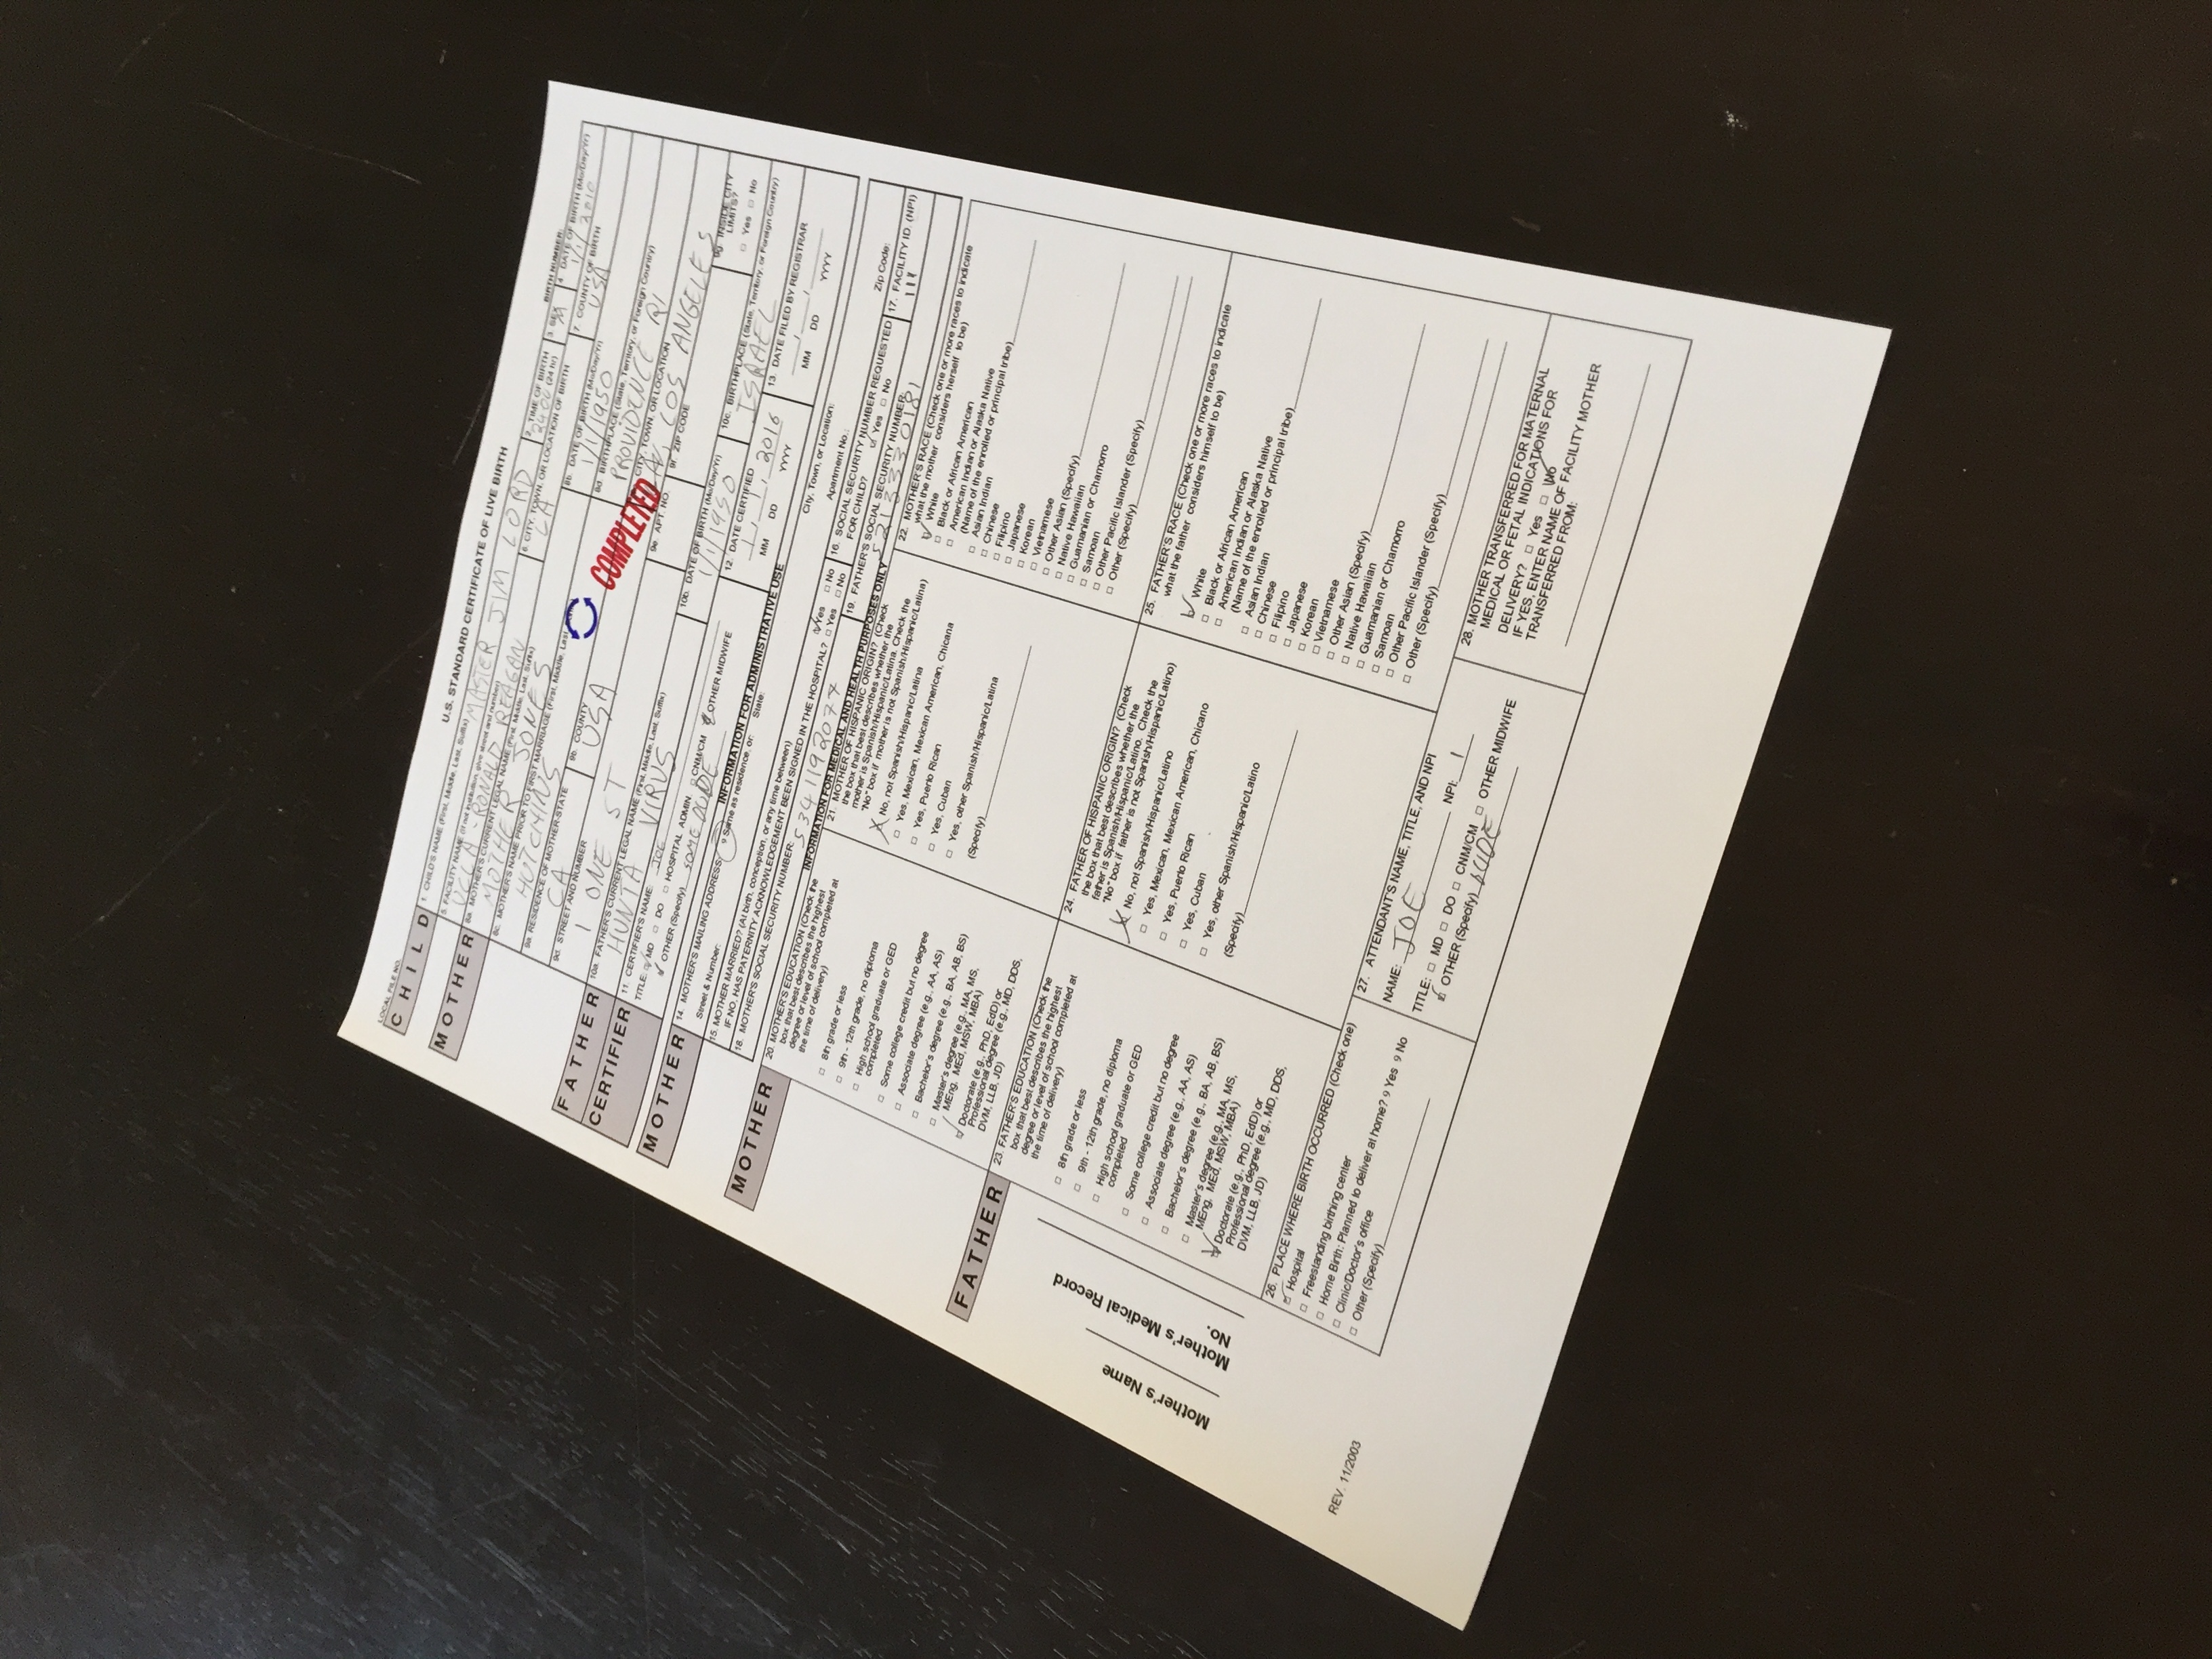 LOCAL FILE NO.
U.S. STANDARD CERTIFICATE OF LIVE BIRTH
BIRTH NUMBER:
CHILD
1. CHILD'S NAME (First, Middle, Last, Suffix) MASTER JIM LORD
2. TIME OF BIRTH (24 hr)
2400
3. SEX
M
4. DATE OF BIRTH (Mo/Day/Yr)
1/1/2010
5. FACILITY NAME (If not institution, give street and number)
UCLA - RONALD REAGAN
6. CITY, TOWN, OR LOCATION OF BIRTH
LA
7. COUNTY OF BIRTH
USA
MOTHER
8a. MOTHER'S CURRENT LEGAL NAME (First, Middle, Last, Suffix)
MOTHER JONES
8b. DATE OF BIRTH (Mo/Day/Yr)
1/1/1950
8c. MOTHER'S NAME PRIOR TO FIRST MARRIAGE (First, Middle, Last,
HUTCHINS
8d. BIRTHPLACE (State, Territory, or Foreign Country)
PROVIDENCE RI
9a. RESIDENCE OF MOTHER-STATE
CA
9b. COUNTY
USA
COMPLETED
CITY, TOWN, OR LOCATION
LOS ANGELES
9d. STREET AND NUMBER
1 ONE ST
9e. APT. NO.
9f. ZIP CODE
9g. INSIDE CITY LIMITS?
□ Yes □ No
FATHER
10a. FATHER'S CURRENT LEGAL NAME (First, Middle, Last, Suffix)
HUNTA VIRUS
10b. DATE OF BIRTH (Mo/Day/Yr)
1/1/1950
10c. BIRTHPLACE (State, Territory, or Foreign Country)
ISRAEL
CERTIFIER
11. CERTIFIER'S NAME: JOE
TITLE: □ MD □ DO □ HOSPITAL ADMIN. □ CNM/CM □ OTHER MIDWIFE
□ OTHER (Specify) SOME DUDE
12. DATE CERTIFIED
1 / 1 / 2016
MM DD YYYY
13. DATE FILED BY REGISTRAR
/ /
MM DD YYYY
INFORMATION FOR ADMINISTRATIVE USE
MOTHER
14. MOTHER'S MAILING ADDRESS: 9 Same as residence, or: State: City, Town, or Location:
Street & Number: Apartment No.: Zip Code:
15. MOTHER MARRIED? (At birth, conception, or any time between) □ Yes □ No
IF NO, HAS PATERNITY ACKNOWLEDGEMENT BEEN SIGNED IN THE HOSPITAL? □ Yes □ No
16. SOCIAL SECURITY NUMBER REQUESTED
FOR CHILD? □ Yes □ No
17. FACILITY ID. (NPI)
111
18. MOTHER'S SOCIAL SECURITY NUMBER: 5341192077
19. FATHER'S SOCIAL SECURITY NUMBER:
INFORMATION FOR MEDICAL AND HEALTH PURPOSES ONLY
MOTHER
20. MOTHER'S EDUCATION (Check the
box that best describes the highest
degree or level of school completed at
the time of delivery)
□ 8th grade or less
□ 9th - 12th grade, no diploma
□ High school graduate or GED
completed
□ Some college credit but no degree
□ Associate degree (e.g., AA, AS)
□ Bachelor's degree (e.g., BA, AB, BS)
□ Master's degree (e.g., MA, MS,
MEng, MEd, MSW, MBA)
□ Doctorate (e.g., PhD, EdD) or
Professional degree (e.g., MD, DDS,
DVM, LLB, JD)
21. MOTHER OF HISPANIC ORIGIN? (Check
the box that best describes whether the
mother is Spanish/Hispanic/Latina. Check the
"No" box if mother is not Spanish/Hispanic/Latina)
X No, not Spanish/Hispanic/Latina
□ Yes, Mexican, Mexican American, Chicana
□ Yes, Puerto Rican
□ Yes, Cuban
□ Yes, other Spanish/Hispanic/Latina
(Specify)
22. MOTHER'S RACE (Check one or more races to indicate
what the mother considers herself to be)
□ White
□ Black or African American
□ American Indian or Alaska Native
(Name of the enrolled or principal tribe)
□ Asian Indian
□ Chinese
□ Filipino
□ Japanese
□ Korean
□ Vietnamese
□ Other Asian (Specify)
□ Native Hawaiian
□ Guamanian or Chamorro
□ Samoan
□ Other Pacific Islander (Specify)
□ Other (Specify)
FATHER
23. FATHER'S EDUCATION (Check the
box that best describes the highest
degree or level of school completed at
the time of delivery)
□ 8th grade or less
□ 9th - 12th grade, no diploma
□ High school graduate or GED
completed
□ Some college credit but no degree
□ Associate degree (e.g., AA, AS)
□ Bachelor's degree (e.g., BA, AB, BS)
□ Master's degree (e.g., MA, MS,
MEng, MEd, MSW, MBA)
□ Doctorate (e.g., PhD, EdD) or
Professional degree (e.g., MD, DDS,
DVM, LLB, JD)
24. FATHER OF HISPANIC ORIGIN? (Check
the box that best describes whether the
father is Spanish/Hispanic/Latino. Check the
"No" box if father is not Spanish/Hispanic/Latino)
X No, not Spanish/Hispanic/Latino
□ Yes, Mexican, Mexican American, Chicano
□ Yes, Puerto Rican
□ Yes, Cuban
□ Yes, other Spanish/Hispanic/Latino
(Specify)
25. FATHER'S RACE (Check one or more races to indicate
what the father considers himself to be)
□ White
□ Black or African American
□ American Indian or Alaska Native
(Name of the enrolled or principal tribe)
□ Asian Indian
□ Chinese
□ Filipino
□ Japanese
□ Korean
□ Vietnamese
□ Other Asian (Specify)
□ Native Hawaiian
□ Guamanian or Chamorro
□ Samoan
□ Other Pacific Islander (Specify)
□ Other (Specify)
Mother's Name
Mother's Medical Record
No.
26. PLACE WHERE BIRTH OCCURRED (Check one)
□ Hospital
□ Freestanding birthing center
□ Home Birth: Planned to deliver at home? 9 Yes 9 No
□ Clinic/Doctor's office
□ Other (Specify)
27. ATTENDANT'S NAME, TITLE, AND NPI
NAME: JOE NPI: 1
TITLE: □ MD □ DO □ CNM/CM □ OTHER MIDWIFE
□ OTHER (Specify) DUDE
28. MOTHER TRANSFERRED FOR MATERNAL
MEDICAL OR FETAL INDICATIONS FOR
DELIVERY? □ Yes □ No
IF YES, ENTER NAME OF FACILITY MOTHER
TRANSFERRED FROM:
REV. 11/2003